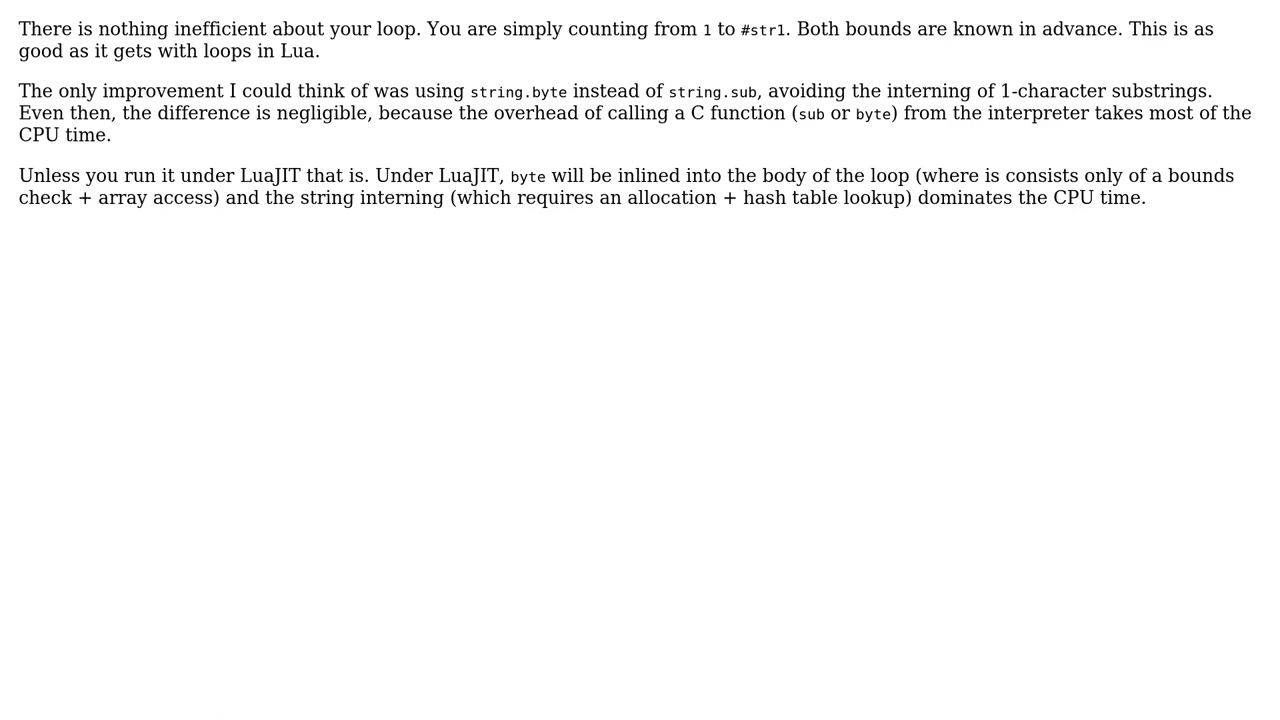 There is nothing inefficient about your loop. You are simply counting from 1 to #str1. Both bounds are known in advance. This is as
good as it gets with loops in Lua.
The only improvement I could think of was using string.byte instead of string.sub, avoiding the interning of 1-character substrings.
Even then, the difference is negligible, because the overhead of calling a C function (sub or byte) from the interpreter takes most of the
CPU time.
Unless you run it under LuaJIT that is. Under LuaJIT, byte will be inlined into the body of the loop (where is consists only of a bounds
check + array access) and the string interning (which requires an allocation + hash table lookup) dominates the CPU time.